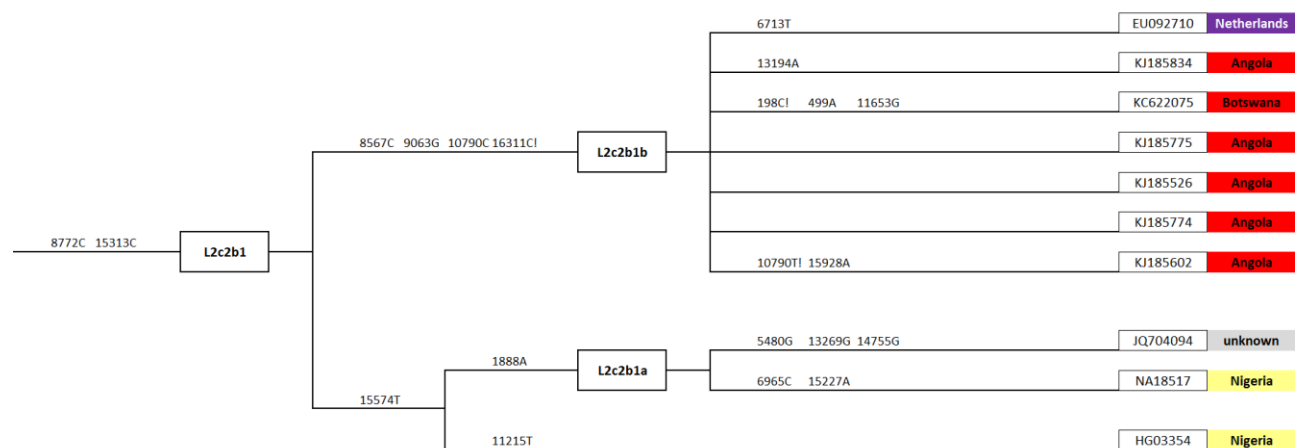 6713T EU092710 Netherlands
13194A KJ185834 Angola
198C! 499A 11653G KC622075 Botswana
8567C 9063G 10790C 16311C! L2c2b1b KJ185775 Angola
KJ185526 Angola
KJ185774 Angola
8772C 15313C L2c2b1
10790T! 15928A KJ185602 Angola
5480G 13269G 14755G JQ704094 unknown
1888A L2c2b1a
6965C 15227A NA18517 Nigeria
15574T
11215T HG03354 Nigeria